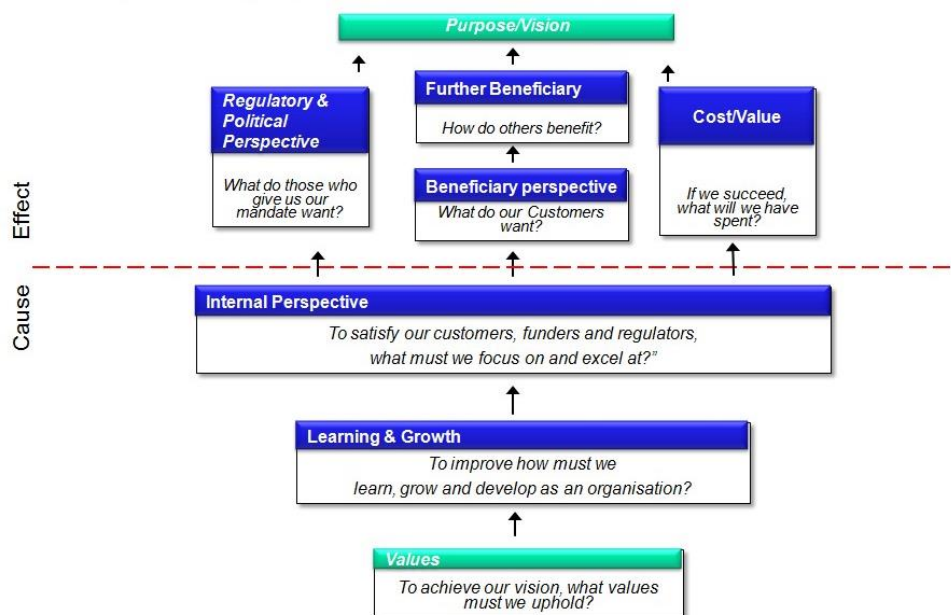 Purpose/Vision
Regulatory &
Political
Perspective
What do those who
give us our
mandate want?
Further Beneficiary
How do others benefit?
Beneficiary perspective
What do our Customers
want?
Cost/Value
If we succeed,
what will we have
spent?
Effect
Cause
Internal Perspective
To satisfy our customers, funders and regulators,
what must we focus on and excel at?”
Learning & Growth
To improve how must we
learn, grow and develop as an organisation?
Values
To achieve our vision, what values
must we uphold?